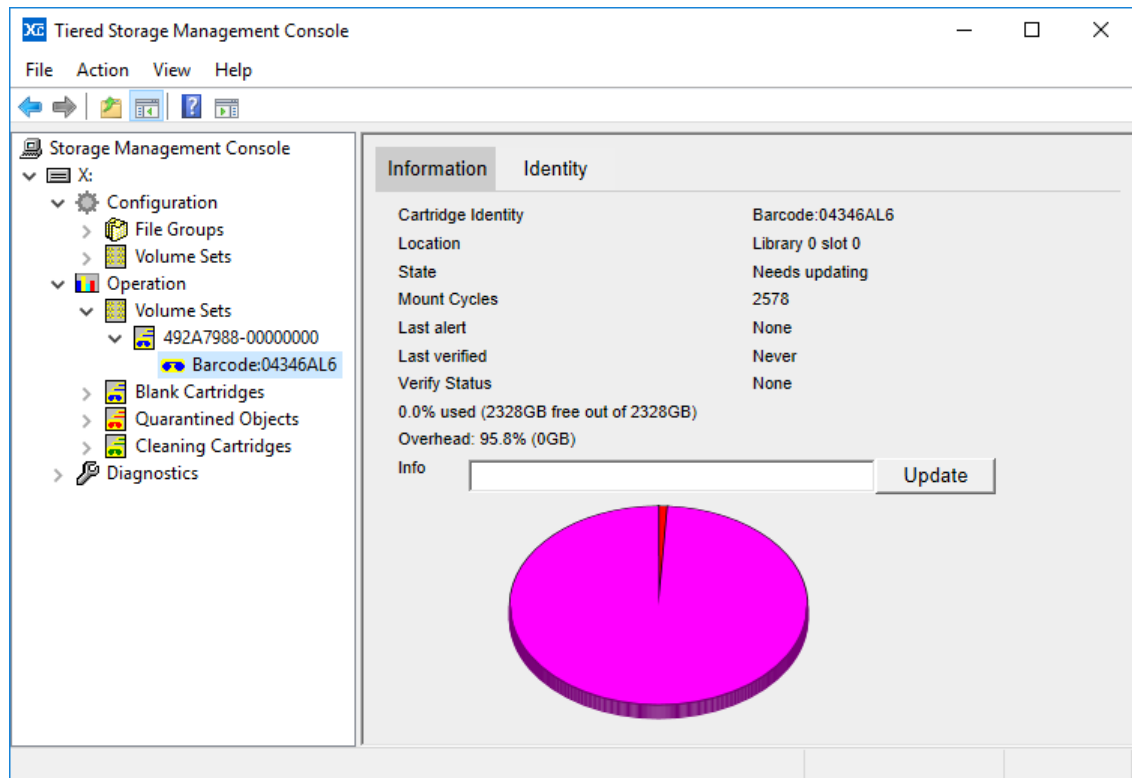 Tiered Storage Management Console
File Action View Help
Storage Management Console
X:
Configuration
File Groups
Volume Sets
Operation
Volume Sets
492A7988-00000000
Barcode:04346AL6
Blank Cartridges
Quarantined Objects
Cleaning Cartridges
Diagnostics
Information Identity
Cartridge Identity Barcode:04346AL6
Location Library 0 slot 0
State Needs updating
Mount Cycles 2578
Last alert None
Last verified Never
Verify Status None
0.0% used (2328GB free out of 2328GB)
Overhead: 95.8% (0GB)
Info Update